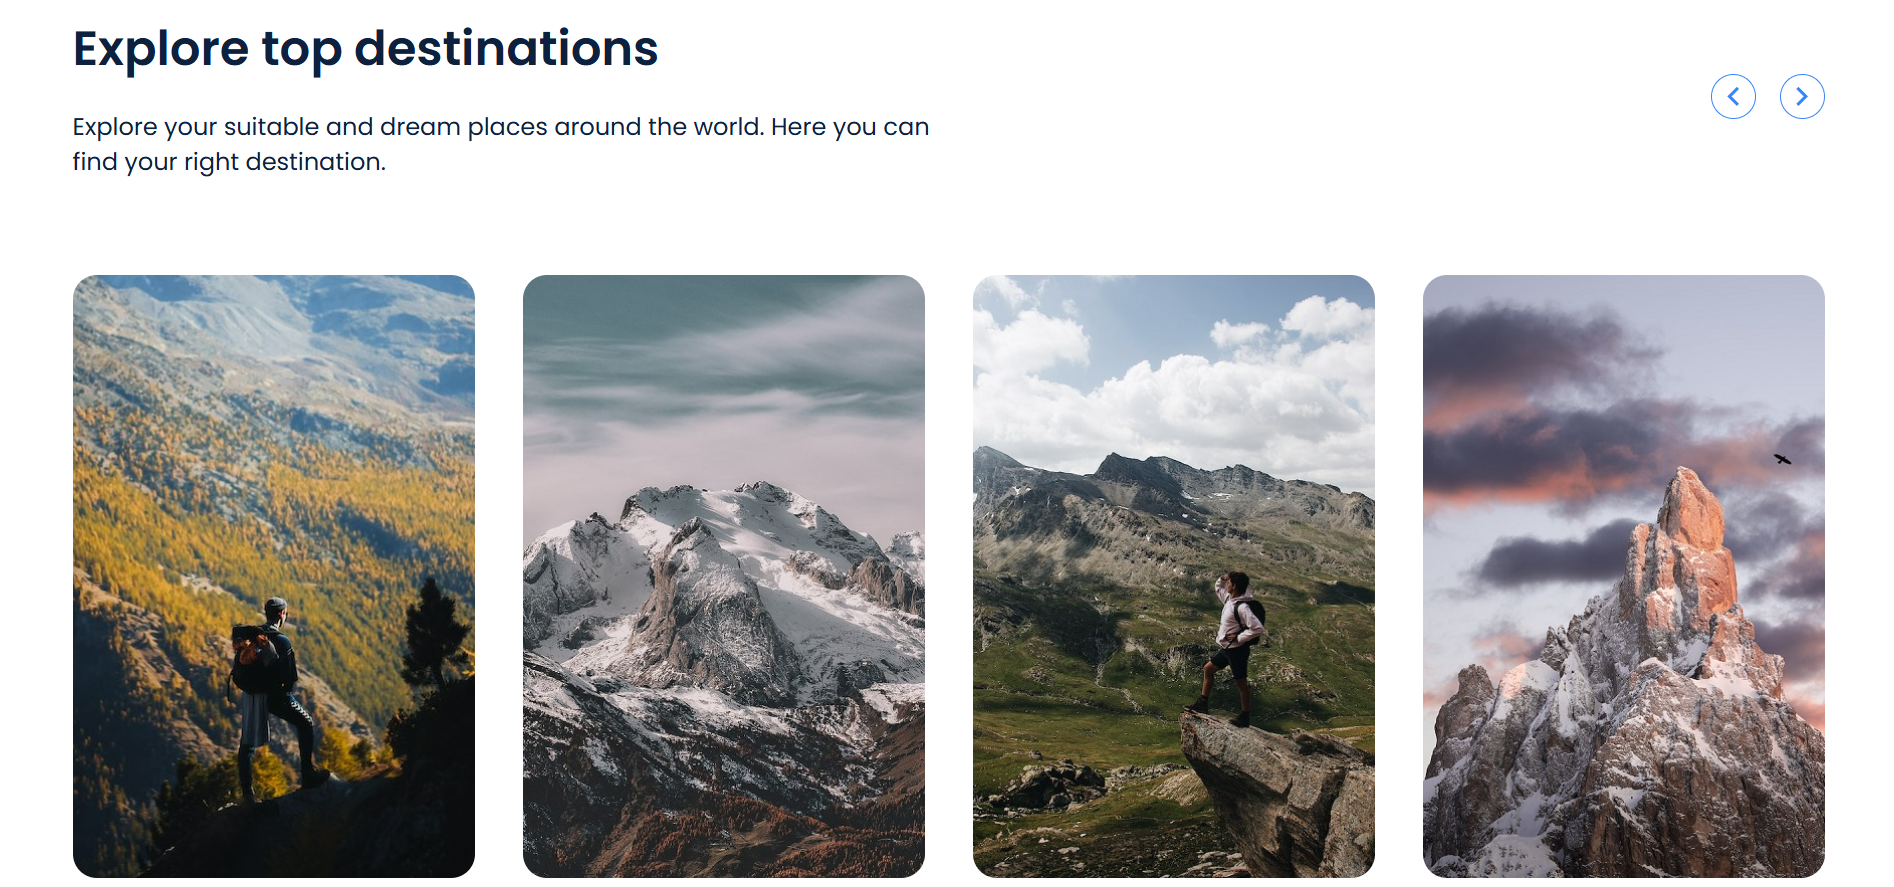 Explore top destinations
Explore your suitable and dream places around the world. Here you can
find your right destination.